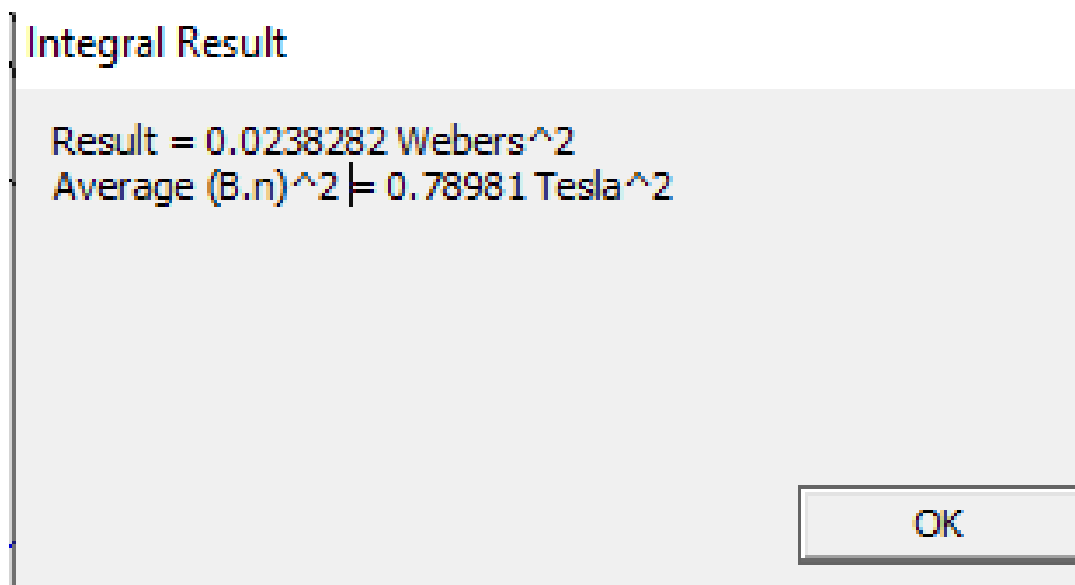 Integral Result
Result = 0.0238282 Webers^2
Average (B.n)^2 = 0.78981 Tesla^2
OK